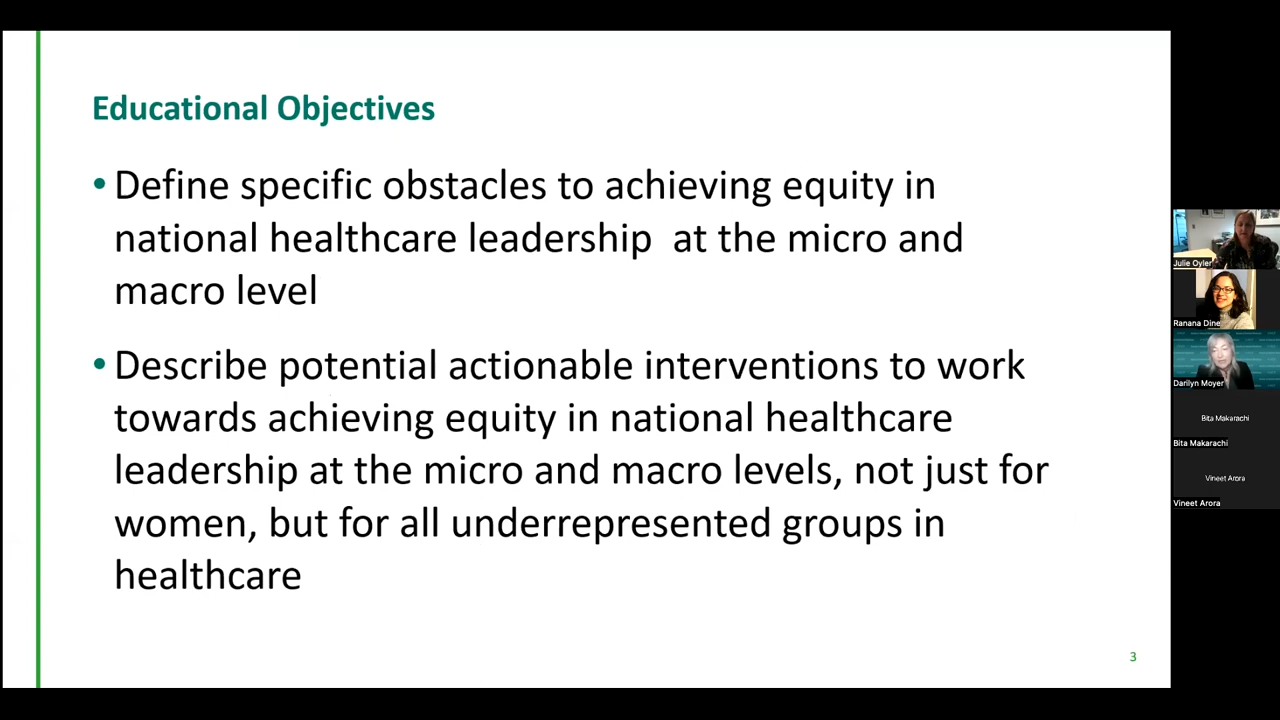 Educational Objectives
• Define specific obstacles to achieving equity in
national healthcare leadership  at the micro and
macro level
• Describe potential actionable interventions to work
towards achieving equity in national healthcare
leadership at the micro and macro levels, not just for
women, but for all underrepresented groups in
healthcare
3
Julie Oyler
Ranana Dine
Darilyn Moyer
Bita Makarachi
Bita Makarachi
Vineet Arora
Vineet Arora